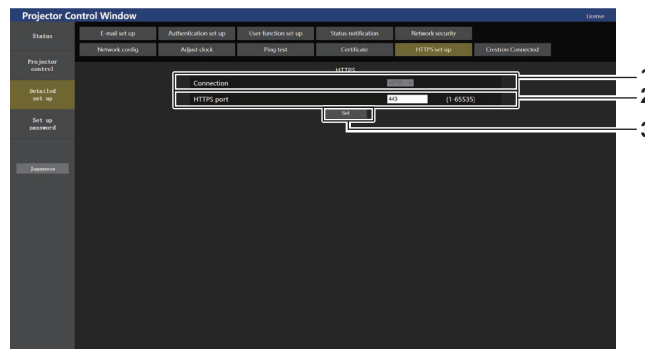 Projector Control Window
License
Status
E-mail set up
Authentication set up
User function set up
Status notification
Network security
Network config
Adjust clock
Ping test
Certificate
HTTPS set up
Crestron Connected
Projector
control
HTTPS
Connection
1
Detailed
set up
HTTPS port
443
(1-65535)
2
Set
3
Set up
password
Japanese